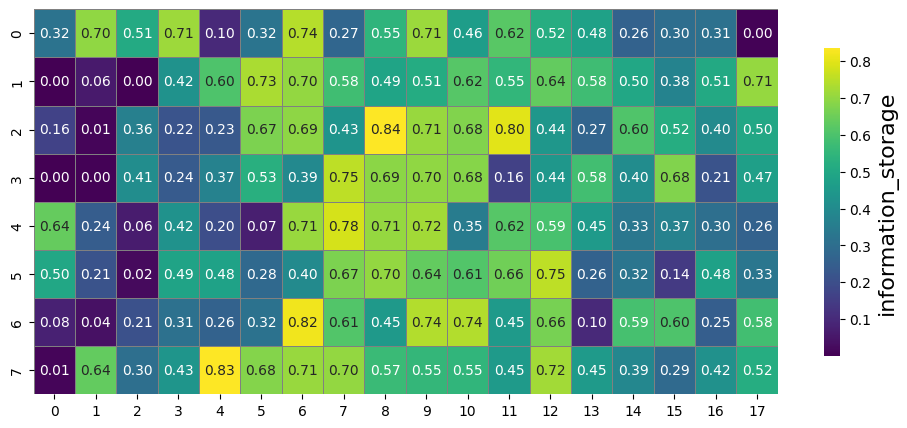 0 0.32 0.70 0.51 0.71 0.10 0.32 0.74 0.27 0.55 0.71 0.46 0.62 0.52 0.48 0.26 0.30 0.31 0.00
1 0.00 0.06 0.00 0.42 0.60 0.73 0.70 0.58 0.49 0.51 0.62 0.55 0.64 0.58 0.50 0.38 0.51 0.71
2 0.16 0.01 0.36 0.22 0.23 0.67 0.69 0.43 0.84 0.71 0.68 0.80 0.44 0.27 0.60 0.52 0.40 0.50
3 0.00 0.00 0.41 0.24 0.37 0.53 0.39 0.75 0.69 0.70 0.68 0.16 0.44 0.58 0.40 0.68 0.21 0.47
4 0.64 0.24 0.06 0.42 0.20 0.07 0.71 0.78 0.71 0.72 0.35 0.62 0.59 0.45 0.33 0.37 0.30 0.26
5 0.50 0.21 0.02 0.49 0.48 0.28 0.40 0.67 0.70 0.64 0.61 0.66 0.75 0.26 0.32 0.14 0.48 0.33
6 0.08 0.04 0.21 0.31 0.26 0.32 0.82 0.61 0.45 0.74 0.74 0.45 0.66 0.10 0.59 0.60 0.25 0.58
7 0.01 0.64 0.30 0.43 0.83 0.68 0.71 0.70 0.57 0.55 0.55 0.45 0.72 0.45 0.39 0.29 0.42 0.52
0 1 2 3 4 5 6 7 8 9 10 11 12 13 14 15 16 17
0.8
0.7
0.6
0.5
0.4
0.3
0.2
0.1
information_storage